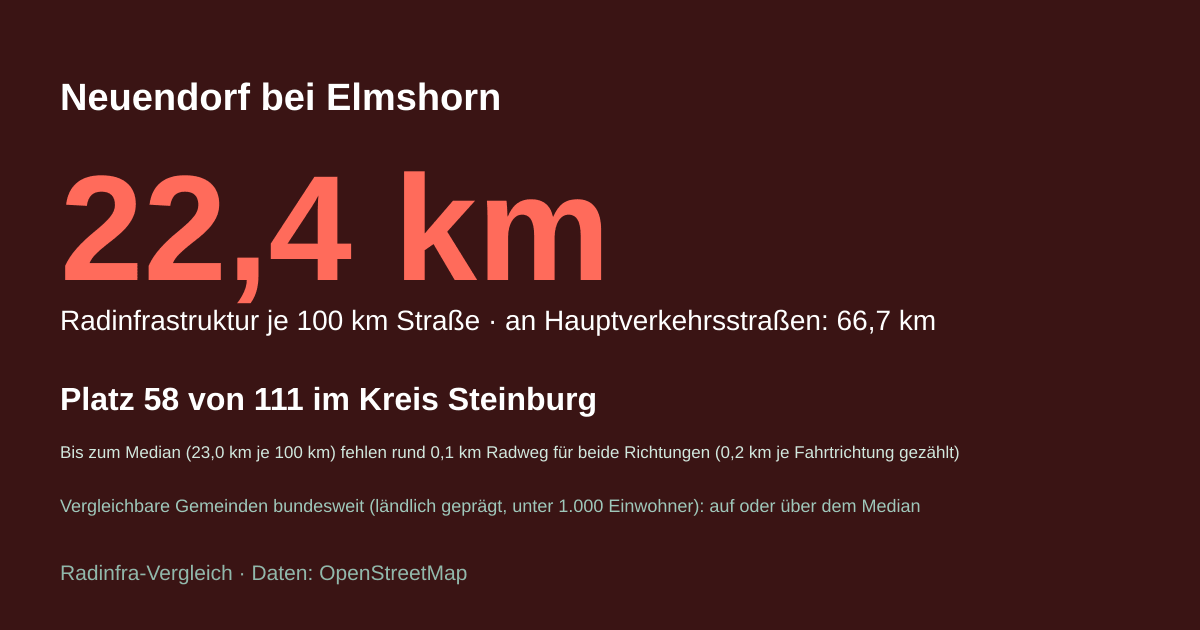 Neuendorf bei Elmshorn
22,4 km
Radinfrastruktur je 100 km Straße · an Hauptverkehrsstraßen: 66,7 km
Platz 58 von 111 im Kreis Steinburg
Bis zum Median (23,0 km je 100 km) fehlen rund 0,1 km Radweg für beide Richtungen (0,2 km je Fahrtrichtung gezählt)
Vergleichbare Gemeinden bundesweit (ländlich geprägt, unter 1.000 Einwohner): auf oder über dem Median
Radinfra-Vergleich · Daten: OpenStreetMap